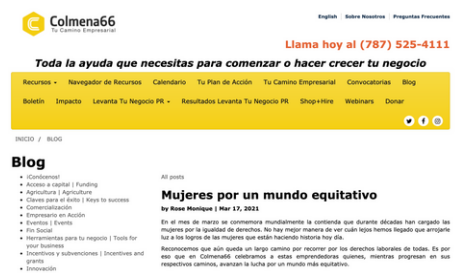 Colmena66
Tu Camino Empresarial
English
Sobre Nosotros
Preguntas Frecuentes
Llama hoy al (787) 525-4111
Toda la ayuda que necesitas para comenzar o hacer crecer tu negocio
Recursos Navegador de Recursos Calendario Tu Plan de Acción Tu Camino Empresarial Convocatorias Blog
Boletín Impacto Levanta Tu Negocio PR Resultados Levanta Tu Negocio PR Shop+Hire Webinars Donar
INICIO / BLOG
Blog
¡Conócenos!
Acceso a capital | Funding
Agricultura | Agriculture
Claves para el éxito | Keys to success
Comercialización
Empresario en Acción
Eventos | Events
Fin Social
Herramientas para tu negocio | Tools for
your business
Incentivos y subvenciones | Incentives and
grants
Innovación
All posts
Mujeres por un mundo equitativo
by Rose Monique | Mar 17, 2021
En el mes de marzo se conmemora mundialmente la contienda que durante décadas han cargado las
mujeres por la igualdad de derechos. No hay mejor manera de ver cuán lejos hemos llegado que arrojarle
luz a los logros de las mujeres que están haciendo historia hoy día.
Reconocemos que aún queda un largo camino por recorrer por los derechos laborales de todas. Es por
eso que en Colmena66 celebramos a estas emprendedoras quienes, mientras progresan en sus
respectivos caminos, avanzan la lucha por un mundo más equitativo.